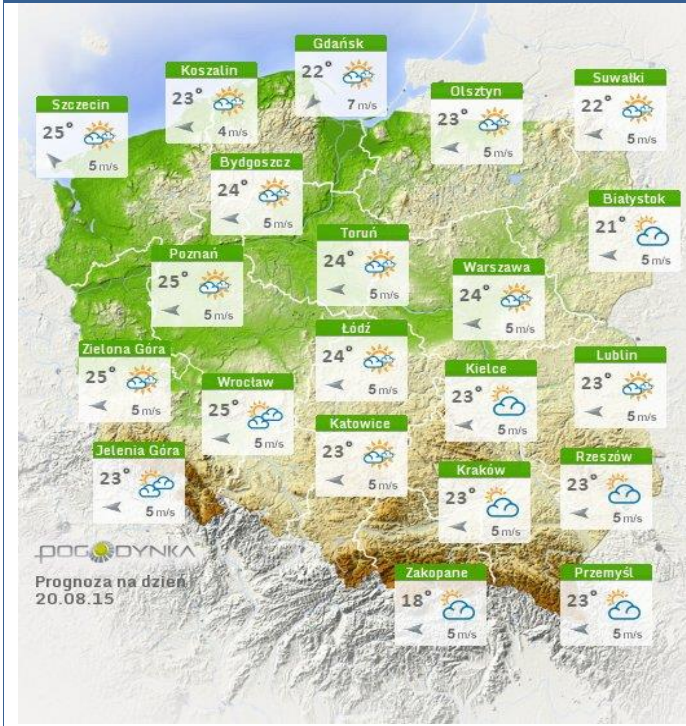 Gdańsk
22°
7 m/s
Koszalin
23°
4 m/s
Szczecin
25°
5 m/s
Olsztyn
23°
5 m/s
Suwałki
22°
5 m/s
Bydgoszcz
24°
5 m/s
Białystok
21°
5 m/s
Toruń
24°
5 m/s
Poznań
25°
5 m/s
Warszawa
24°
5 m/s
Łódź
24°
5 m/s
Zielona Góra
25°
5 m/s
Wrocław
25°
5 m/s
Kielce
23°
5 m/s
Lublin
23°
5 m/s
Katowice
23°
5 m/s
Jelenia Góra
23°
5 m/s
Kraków
23°
5 m/s
Rzeszów
23°
5 m/s
POGODYNKA
Prognoza na dzień
20.08.15
Zakopane
18°
5 m/s
Przemyśl
23°
5 m/s